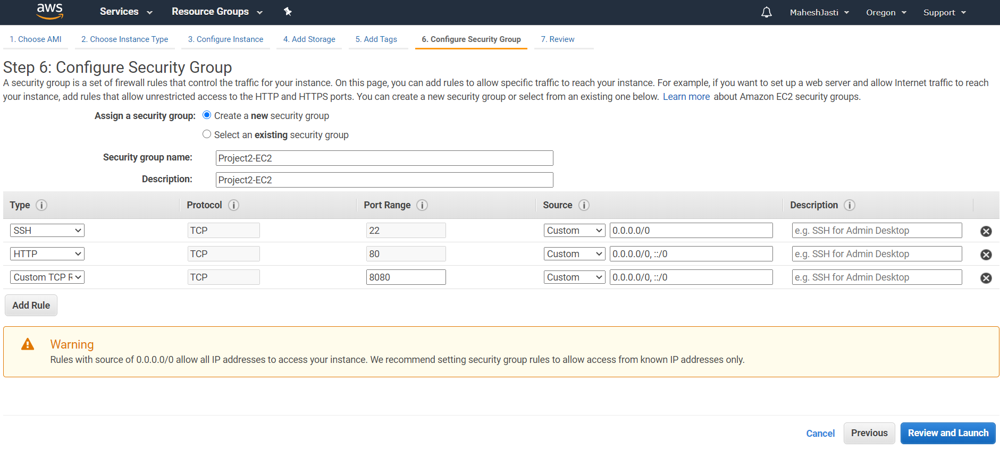 aws Services Resource Groups MaheshJasti Oregon Support
1. Choose AMI 2. Choose Instance Type 3. Configure Instance 4. Add Storage 5. Add Tags 6. Configure Security Group 7. Review
Step 6: Configure Security Group
A security group is a set of firewall rules that control the traffic for your instance. On this page, you can add rules to allow specific traffic to reach your instance. For example, if you want to set up a web server and allow Internet traffic to reach
your instance, add rules that allow unrestricted access to the HTTP and HTTPS ports. You can create a new security group or select from an existing one below. Learn more about Amazon EC2 security groups.
Assign a security group: Create a new security group
Select an existing security group
Security group name: Project2-EC2
Description: Project2-EC2
Type i Protocol i Port Range i Source i Description i
SSH TCP 22 Custom 0.0.0.0/0 e.g. SSH for Admin Desktop
HTTP TCP 80 Custom 0.0.0.0/0, ::/0 e.g. SSH for Admin Desktop
Custom TCP R TCP 8080 Custom 0.0.0.0/0, ::/0 e.g. SSH for Admin Desktop
Add Rule
Warning
Rules with source of 0.0.0.0/0 allow all IP addresses to access your instance. We recommend setting security group rules to allow access from known IP addresses only.
Cancel Previous Review and Launch